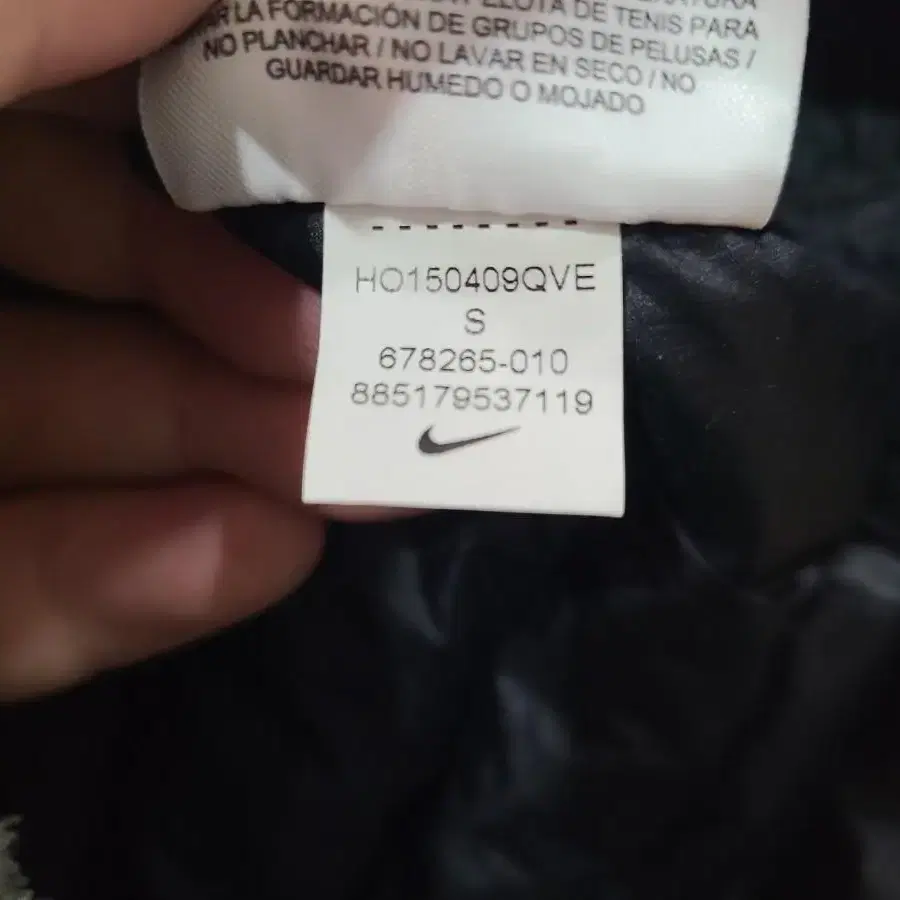 PELOTA DE TENIS PARA
LA FORMACIÓN DE GRUPOS DE PELUSAS /
NO PLANCHAR / NO LAVAR EN SECO / NO
GUARDAR HUMEDO O MOJADO
HO150409QVE
S
678265-010
885179537119